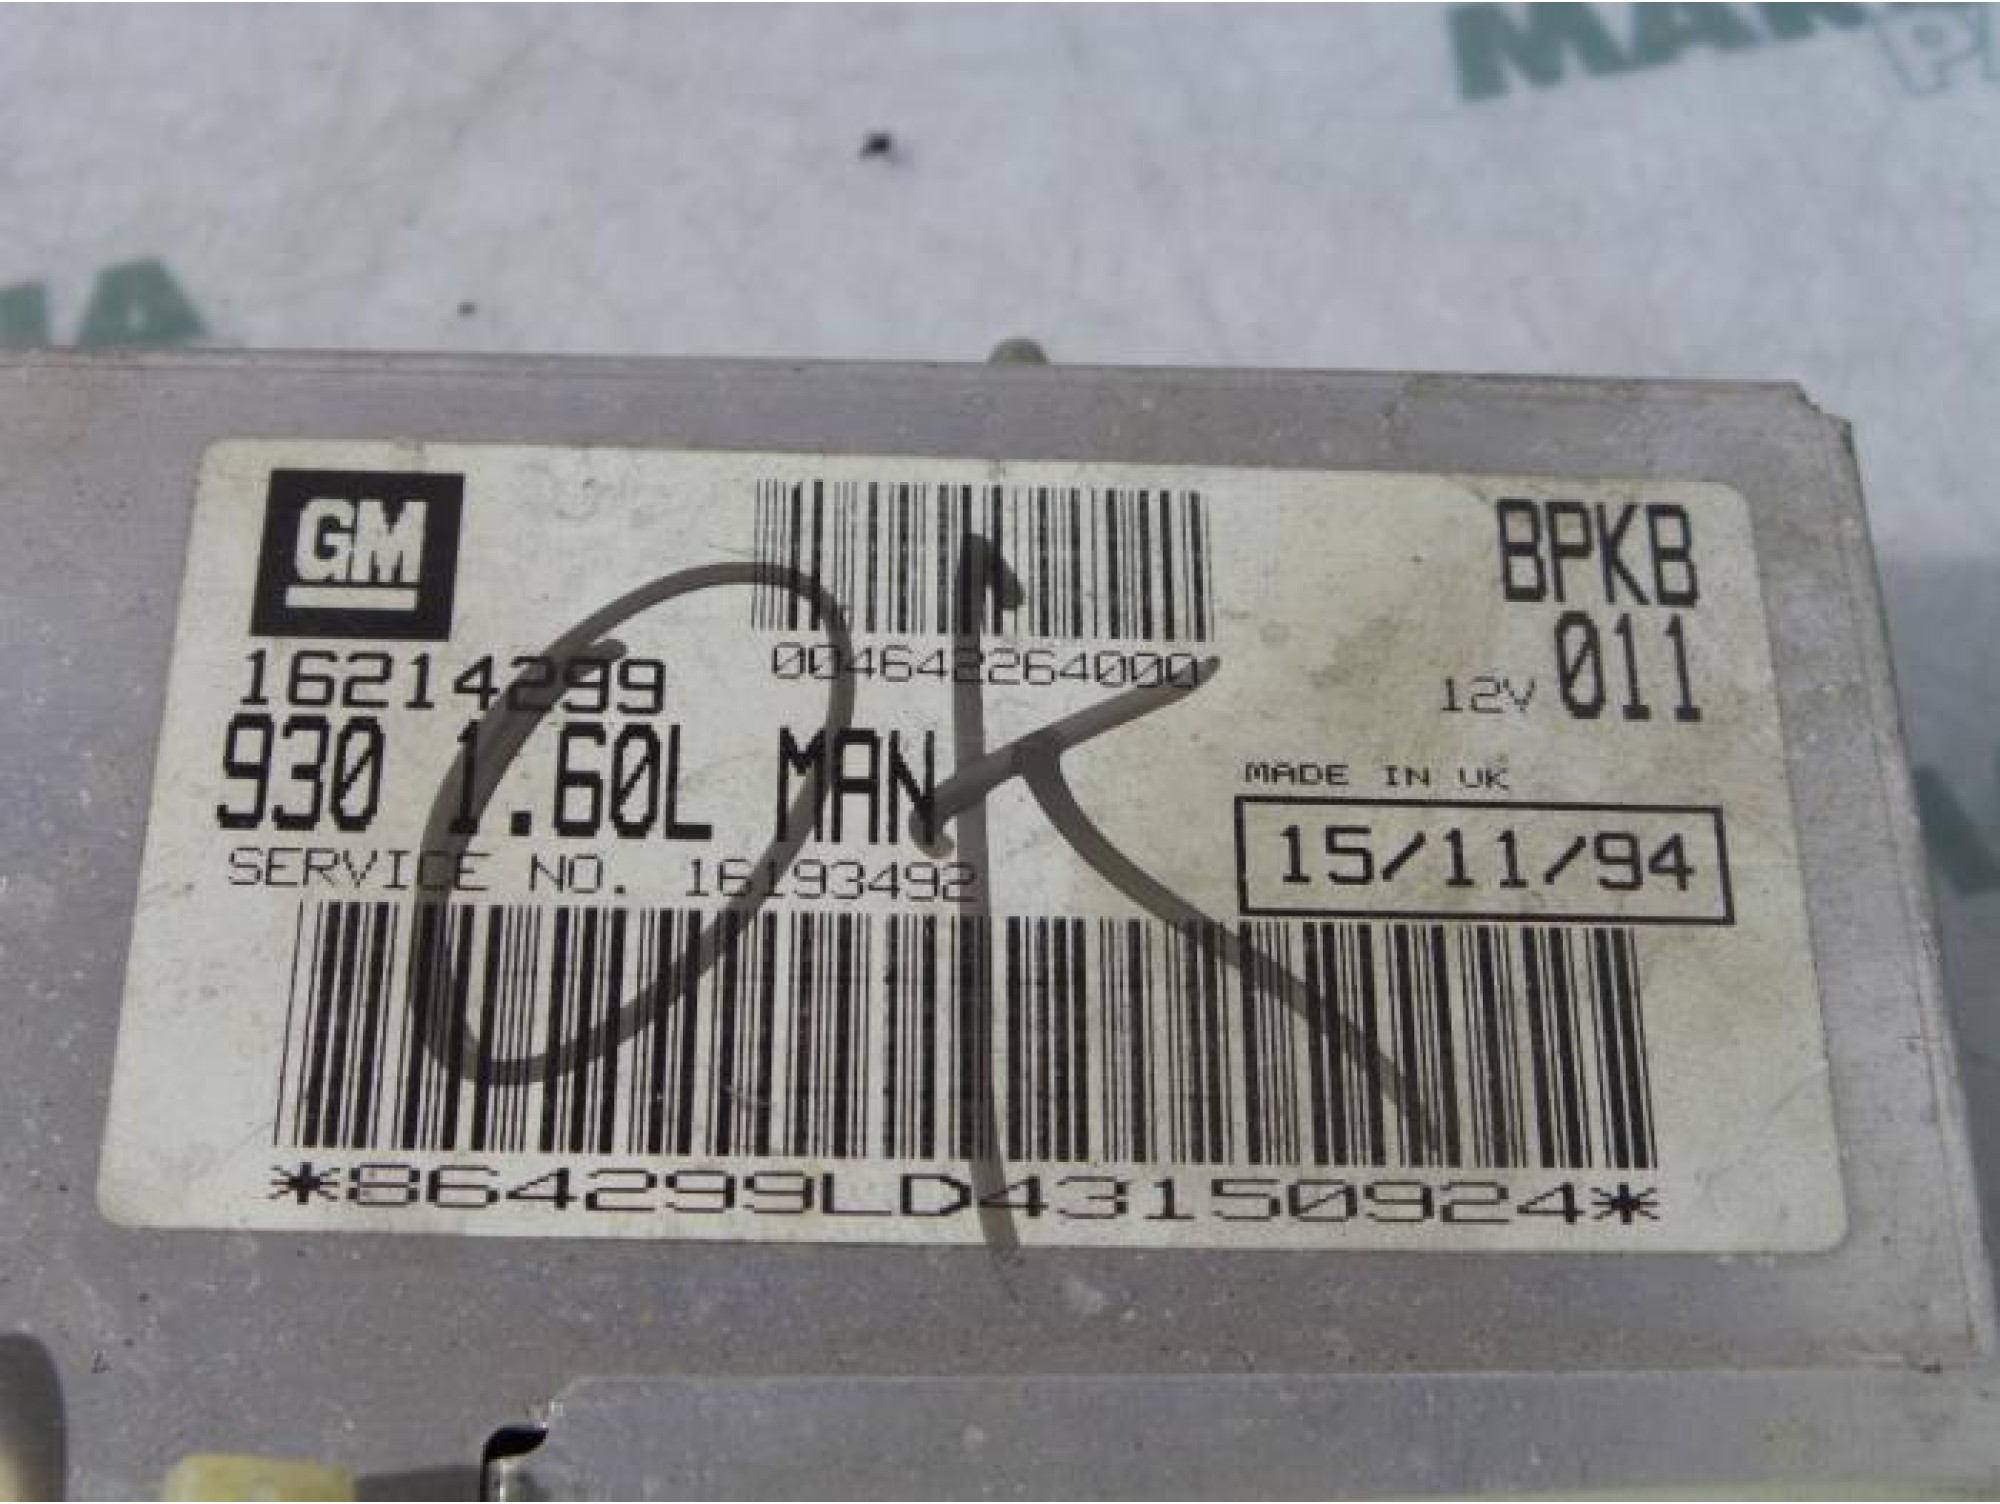 GM
004642264000
BPKB
16214299
12V 011
930 1.60L MAN
MADE IN UK
SERVICE NO. 16193492
15/11/94
*864299LD43150924*
OK